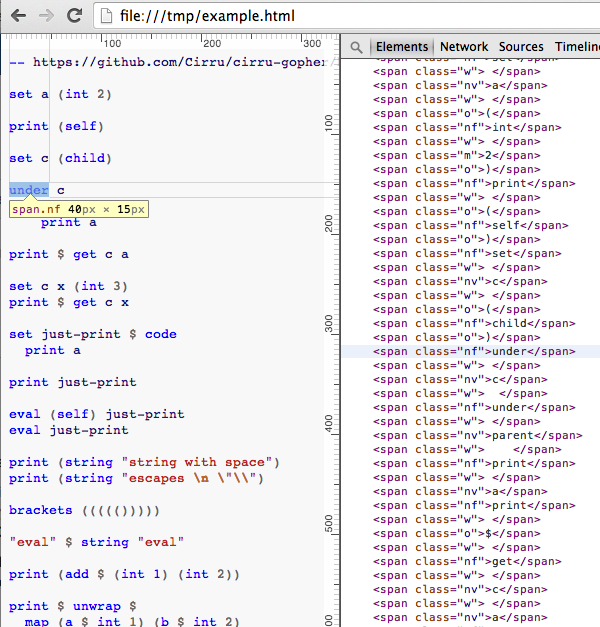 file:///tmp/example.html
100 200 300
-- https://github.com/Cirru/cirru-gopher/
set a (int 2)
print (self)
set c (child)
under c
span.nf 40px × 15px
print a
print $ get c a
set c x (int 3)
print $ get c x
set just-print $ code
print a
print just-print
eval (self) just-print
eval just-print
print (string "string with space")
print (string "escapes \n \"\\")
brackets ((((()))))
"eval" $ string "eval"
print (add $ (int 1) (int 2))
print $ unwrap $
map (a $ int 1) (b $ int 2)
100
200
300
400
500
Elements Network Sources Timeline
<span class="w"> </span>
<span class="nv">a</span>
<span class="w"> </span>
<span class="o">(</span>
<span class="nf">int</span>
<span class="w"> </span>
<span class="m">2</span>
<span class="o">)</span>
<span class="nf">print</span>
<span class="w"> </span>
<span class="o">(</span>
<span class="nf">self</span>
<span class="o">)</span>
<span class="nf">set</span>
<span class="w"> </span>
<span class="nv">c</span>
<span class="w"> </span>
<span class="o">(</span>
<span class="nf">child</span>
<span class="o">)</span>
<span class="nf">under</span>
<span class="w"> </span>
<span class="nv">c</span>
<span class="w">  </span>
<span class="nf">under</span>
<span class="w"> </span>
<span class="nv">parent</span>
<span class="w">    </span>
<span class="nf">print</span>
<span class="w"> </span>
<span class="nv">a</span>
<span class="nf">print</span>
<span class="w"> </span>
<span class="o">$</span>
<span class="w"> </span>
<span class="nf">get</span>
<span class="w"> </span>
<span class="nv">c</span>
<span class="w"> </span>
<span class="nv">a</span>